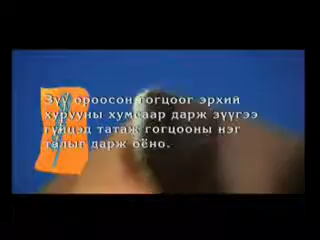 Зүү ороосон гогцоог эрхий
хурууны хумсаар дарж зүүгээ
гүйцэд татаж гогцооны нэг
талыг дарж оёно.